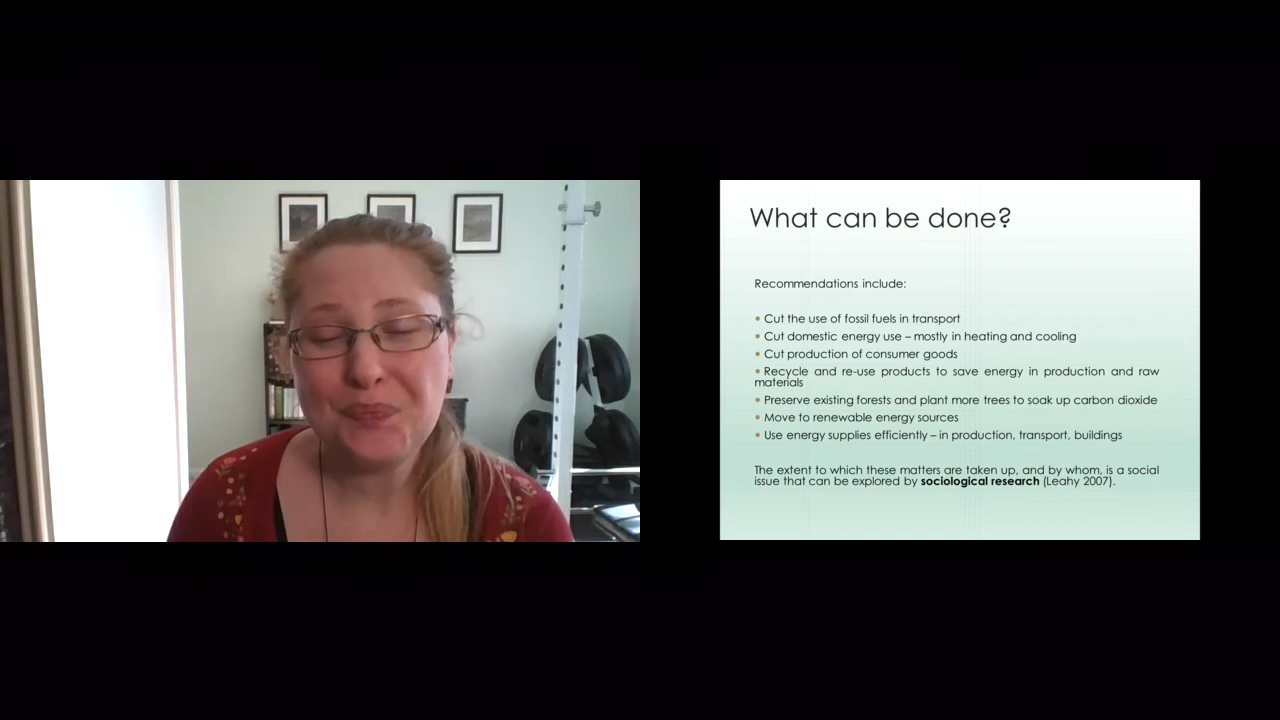 What can be done?
Recommendations include:
• Cut the use of fossil fuels in transport
• Cut domestic energy use – mostly in heating and cooling
• Cut production of consumer goods
• Recycle and re-use products to save energy in production and raw
materials
• Preserve existing forests and plant more trees to soak up carbon dioxide
• Move to renewable energy sources
• Use energy supplies efficiently – in production, transport, buildings
The extent to which these matters are taken up, and by whom, is a social
issue that can be explored by sociological research (Leahy 2007).